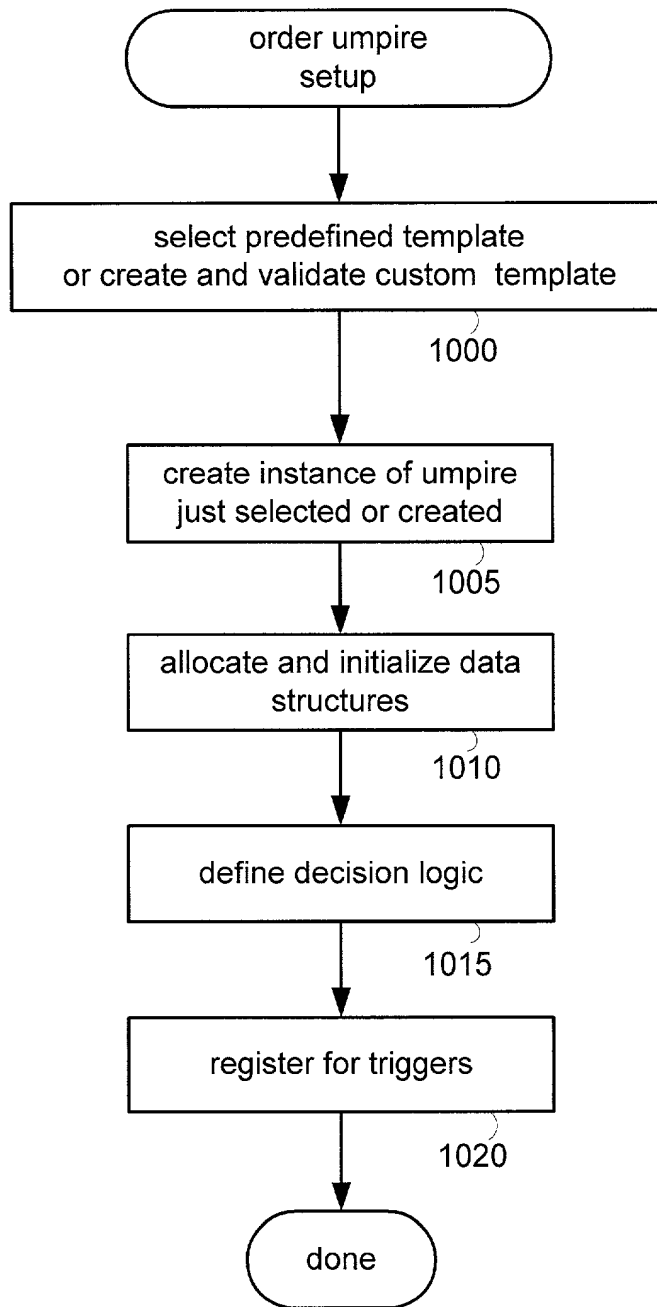 order umpire
setup
select predefined template
or create and validate custom template
1000
create instance of umpire
just selected or created
1005
allocate and initialize data
structures
1010
define decision logic
1015
register for triggers
1020
done